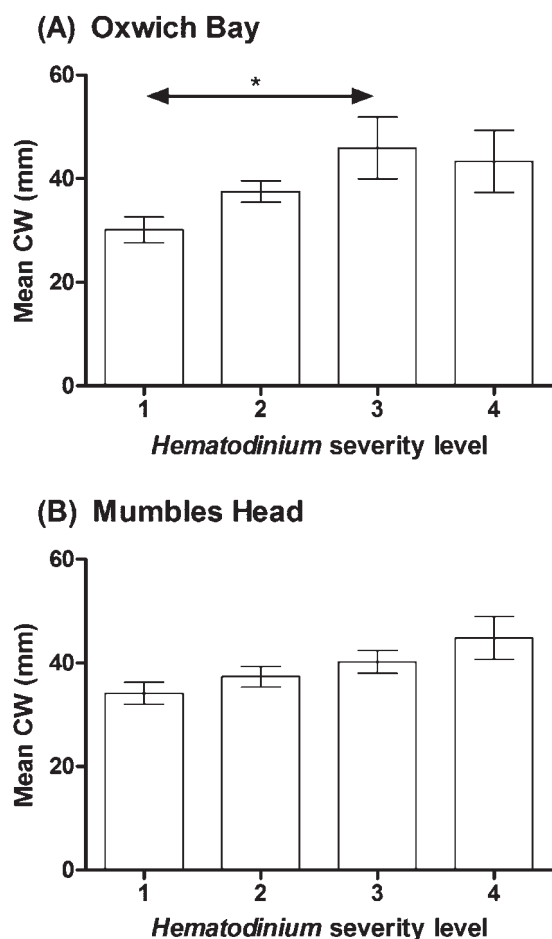 (A) Oxwich Bay
*
60
40
20
0
Mean CW (mm)
1 2 3 4
Hematodinium severity level
(B) Mumbles Head
60
40
20
0
Mean CW (mm)
1 2 3 4
Hematodinium severity level